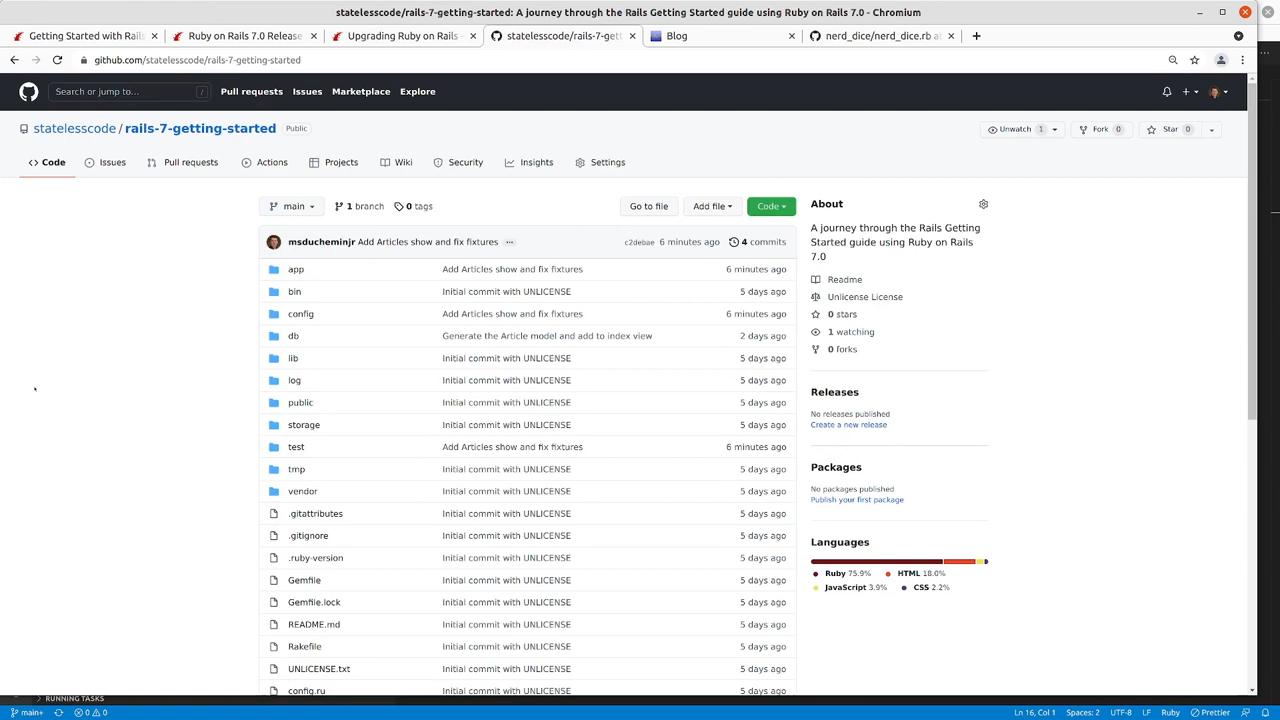 statelesscode/rails-7-getting-started: A journey through the Rails Getting Started guide using Ruby on Rails 7.0 - Chromium
Getting Started with Rails
Ruby on Rails 7.0 Release
Upgrading Ruby on Rails
statelesscode/rails-7-gett
Blog
nerd_dice/nerd_dice.rb at
github.com/statelesscode/rails-7-getting-started
Search or jump to... /
Pull requests Issues Marketplace Explore
statelesscode / rails-7-getting-started Public
Unwatch 1 Fork 0 Star 0
Code Issues Pull requests Actions Projects Wiki Security Insights Settings
main 1 branch 0 tags Go to file Add file Code
msducheminjr Add Articles show and fix fixtures ... c2debae 6 minutes ago 4 commits
app Add Articles show and fix fixtures 6 minutes ago
bin Initial commit with UNLICENSE 5 days ago
config Add Articles show and fix fixtures 6 minutes ago
db Generate the Article model and add to index view 2 days ago
lib Initial commit with UNLICENSE 5 days ago
log Initial commit with UNLICENSE 5 days ago
public Initial commit with UNLICENSE 5 days ago
storage Initial commit with UNLICENSE 5 days ago
test Add Articles show and fix fixtures 6 minutes ago
tmp Initial commit with UNLICENSE 5 days ago
vendor Initial commit with UNLICENSE 5 days ago
.gitattributes Initial commit with UNLICENSE 5 days ago
.gitignore Initial commit with UNLICENSE 5 days ago
.ruby-version Initial commit with UNLICENSE 5 days ago
Gemfile Initial commit with UNLICENSE 5 days ago
Gemfile.lock Initial commit with UNLICENSE 5 days ago
README.md Initial commit with UNLICENSE 5 days ago
Rakefile Initial commit with UNLICENSE 5 days ago
UNLICENSE.txt Initial commit with UNLICENSE 5 days ago
config.ru Initial commit with UNLICENSE 5 days ago
About
A journey through the Rails Getting
Started guide using Ruby on Rails
7.0
Readme
Unlicense License
0 stars
1 watching
0 forks
Releases
No releases published
Create a new release
Packages
No packages published
Publish your first package
Languages
Ruby 75.9% HTML 18.0%
JavaScript 3.9% CSS 2.2%
RUNNING TASKS
main+ 0 0 Ln 16, Col 1 Spaces: 2 UTF-8 LF Ruby Prettier